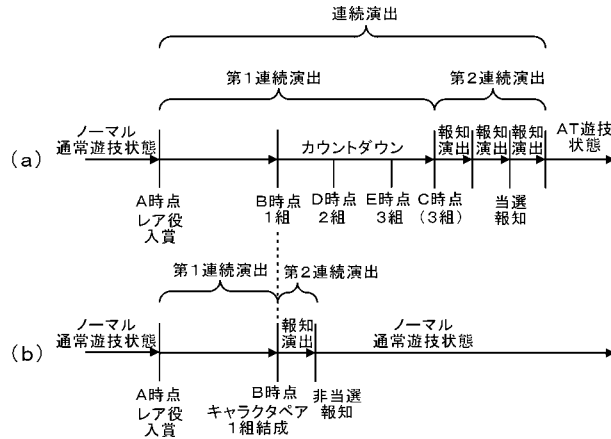 連続演出
第1連続演出
第2連続演出
(a)
ノーマル
通常遊技状態
カウントダウン
報知
演出
報知
演出
報知
演出
AT遊技
状態
A時点
レア役
入賞
B時点
1組
D時点
2組
E時点
3組
C時点
(3組)
当選
報知
第1連続演出
第2連続演出
(b)
ノーマル
通常遊技状態
報知
演出
ノーマル
通常遊技状態
A時点
レア役
入賞
B時点
キャラクタペア
1組結成
非当選
報知